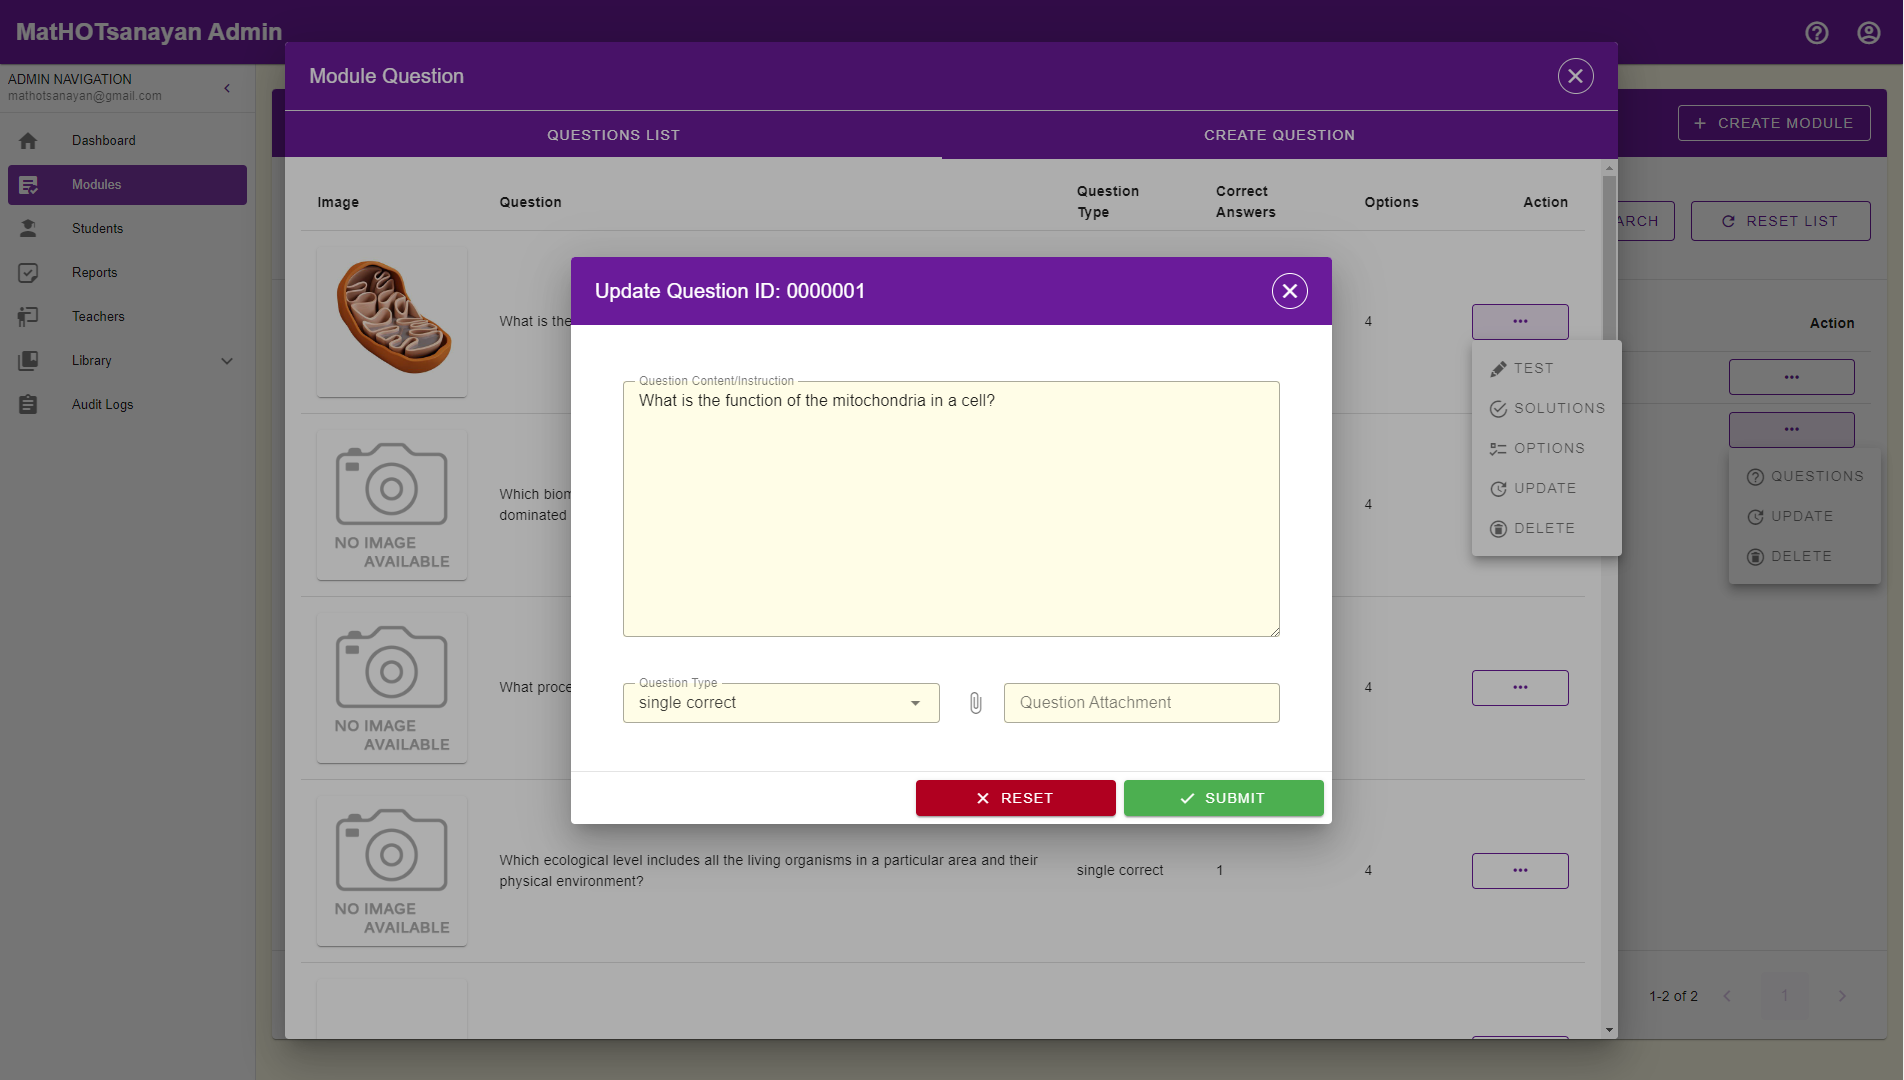 MatHOTsanayan Admin
ADMIN NAVIGATION
mathotsanayan@gmail.com
Dashboard
Modules
Students
Reports
Teachers
Library
Audit Logs
CREATE MODULE
RESET LIST
Action
QUESTIONS
UPDATE
DELETE
1-2 of 2
1
Module Question
QUESTIONS LIST
CREATE QUESTION
Image
Question
Question Type
Correct Answers
Options
Action
What is the
4
TEST
SOLUTIONS
OPTIONS
UPDATE
DELETE
NO IMAGE
AVAILABLE
Which
dominated
4
NO IMAGE
AVAILABLE
What
4
NO IMAGE
AVAILABLE
Which ecological level includes all the living organisms in a particular area and their
physical environment?
single correct
1
4
Update Question ID: 0000001
Question Content/Instruction
What is the function of the mitochondria in a cell?
Question Type
single correct
Question Attachment
RESET
SUBMIT